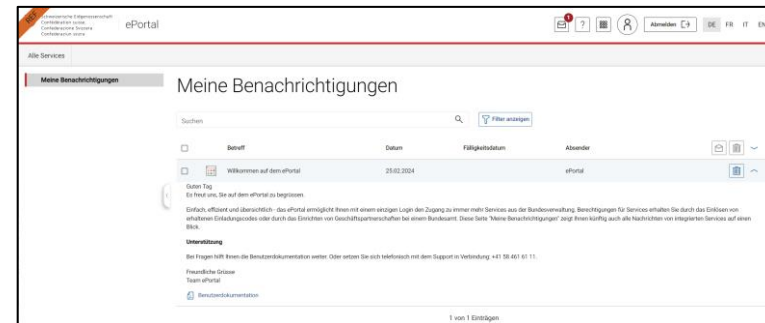 REF
Schweizerische Eidgenossenschaft
Confédération suisse
Confederazione Svizzera
Confederaziun svizra
ePortal
1
?
Abmelden
DE FR IT EN
Alle Services
Meine Benachrichtigungen
Meine Benachrichtigungen
Suchen
Filter anzeigen
Betreff Datum Fälligkeitsdatum Absender
Willkommen auf dem ePortal 25.02.2024 ePortal
Guten Tag
Es freut uns, Sie auf dem ePortal zu begrüssen.
Einfach, effizient und übersichtlich - das ePortal ermöglicht Ihnen mit einem einzigen Login den Zugang zu immer mehr Services aus der Bundesverwaltung. Berechtigungen für Services erhalten Sie durch das Einlösen von
erhaltenen Einladungscodes oder durch das Einrichten von Geschäftspartnerschaften bei einem Bundesamt. Diese Seite "Meine Benachrichtigungen" zeigt Ihnen künftig auch alle Nachrichten von integrierten Services auf einen
Blick.
Unterstützung
Bei Fragen hilft Ihnen die Benutzerdokumentation weiter. Oder setzen Sie sich telefonisch mit dem Support in Verbindung: +41 58 461 61 11.
Freundliche Grüsse
Team ePortal
Benutzerdokumentation
1 von 1 Einträgen